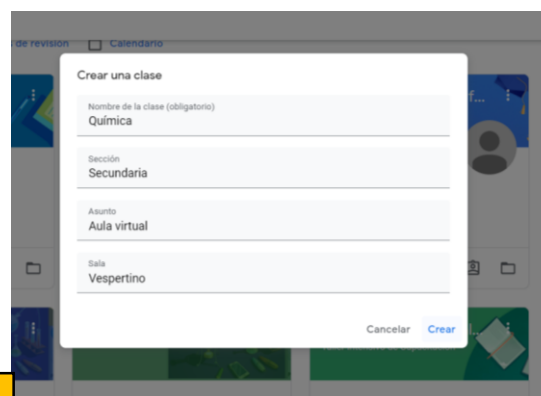 de revisión Calendario
Crear una clase
f...
Nombre de la clase (obligatorio)
Química
Sección
Secundaria
Asunto
Aula virtual
Sala
Vespertino
Cancelar Crear